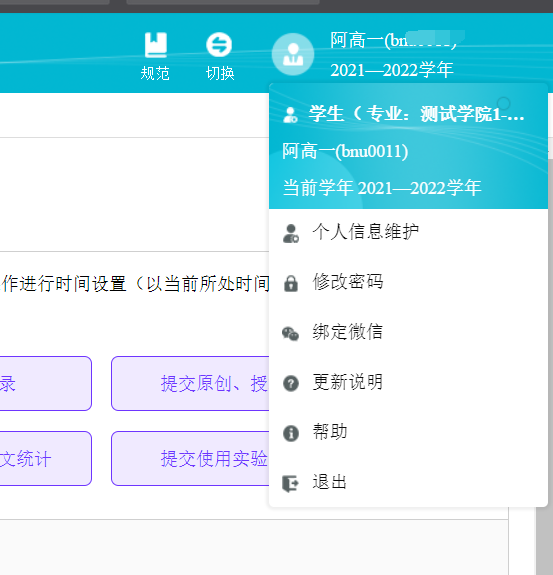 阿高一(bnu0011)
规范
切换
2021—2022学年
学生（ 专业：测试学院1-...
阿高一(bnu0011)
当前学年 2021—2022学年
个人信息维护
作进行时间设置（以当前所处时间
修改密码
绑定微信
录
提交原创、授
更新说明
帮助
文统计
提交使用实验
退出